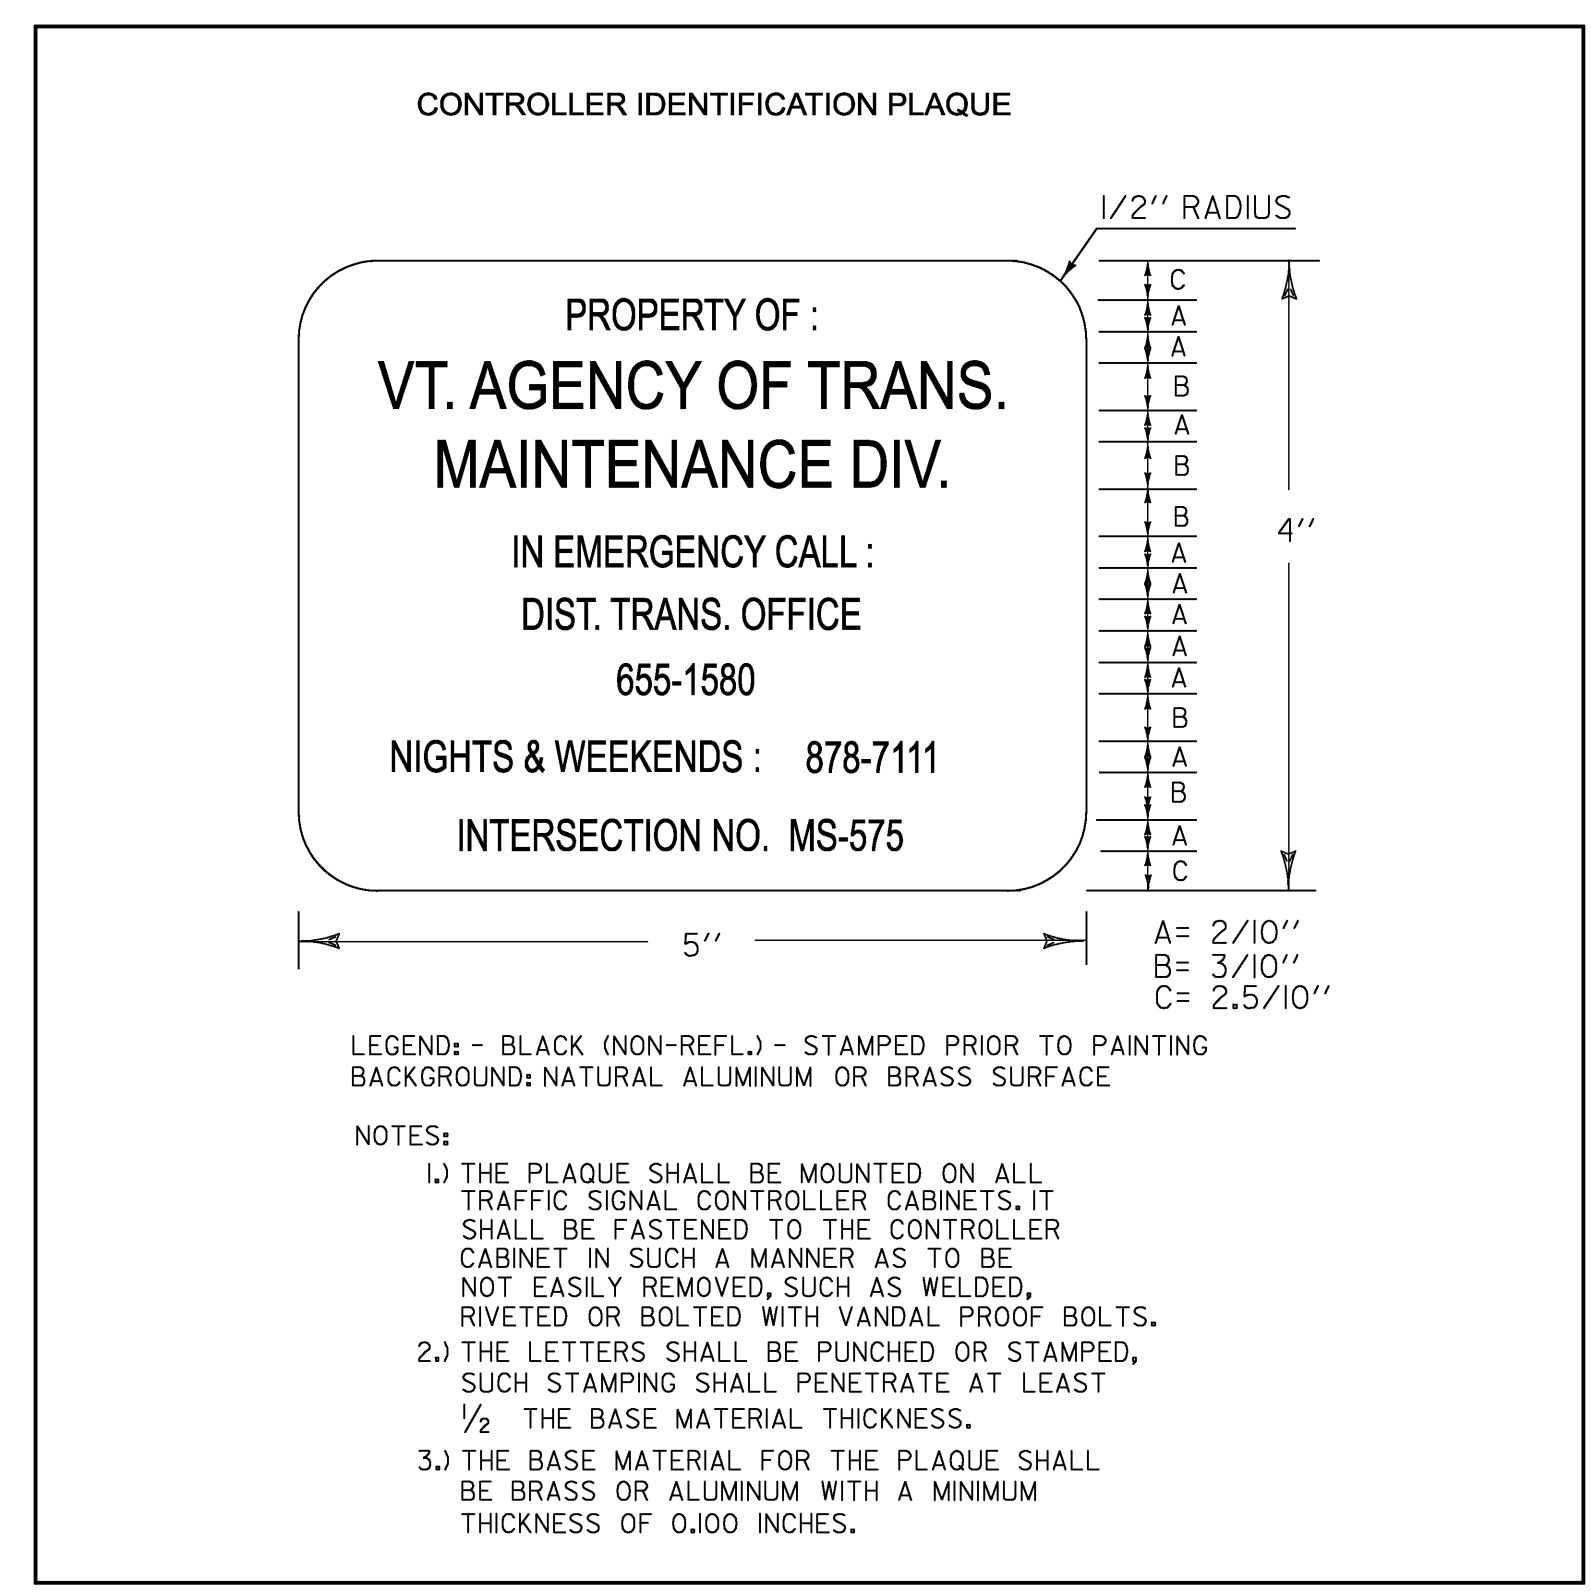 CONTROLLER IDENTIFICATION PLAQUE
1/2'' RADIUS
PROPERTY OF :
VT. AGENCY OF TRANS.
MAINTENANCE DIV.
IN EMERGENCY CALL :
DIST. TRANS. OFFICE
655-1580
NIGHTS & WEEKENDS : 878-7111
INTERSECTION NO. MS-575
C
A
A
B
A
B
B
A
A
A
A
A
B
A
B
A
C
4''
5''
A= 2/10''
B= 3/10''
C= 2.5/10''
LEGEND: - BLACK (NON-REFL.) - STAMPED PRIOR TO PAINTING
BACKGROUND: NATURAL ALUMINUM OR BRASS SURFACE
NOTES:
1.) THE PLAQUE SHALL BE MOUNTED ON ALL
TRAFFIC SIGNAL CONTROLLER CABINETS. IT
SHALL BE FASTENED TO THE CONTROLLER
CABINET IN SUCH A MANNER AS TO BE
NOT EASILY REMOVED, SUCH AS WELDED,
RIVETED OR BOLTED WITH VANDAL PROOF BOLTS.
2.) THE LETTERS SHALL BE PUNCHED OR STAMPED,
SUCH STAMPING SHALL PENETRATE AT LEAST
1/2 THE BASE MATERIAL THICKNESS.
3.) THE BASE MATERIAL FOR THE PLAQUE SHALL
BE BRASS OR ALUMINUM WITH A MINIMUM
THICKNESS OF 0.100 INCHES.